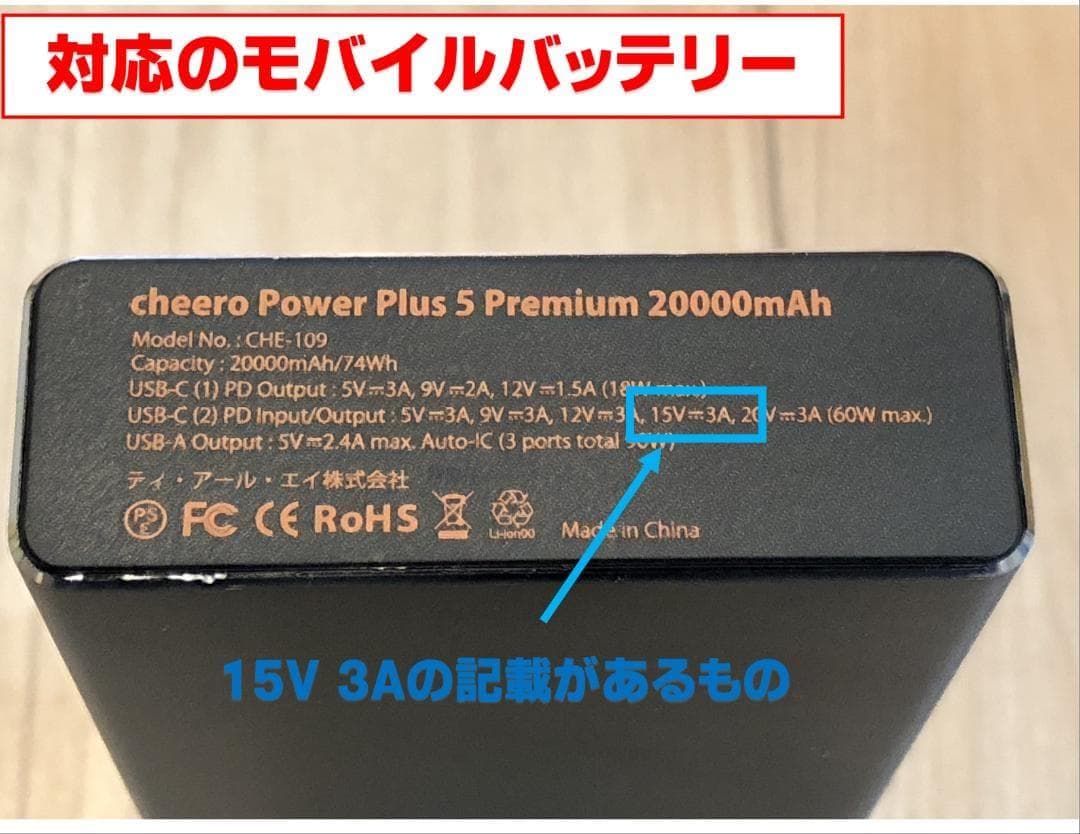 対応のモバイルバッテリー
cheero Power Plus 5 Premium 20000mAh
Model No. : CHE-109
Capacity : 20000mAh/74Wh
USB-C (1) PD Output : 5V⎓3A, 9V⎓2A, 12V⎓1.5A (18W max.)
USB-C (2) PD Input/Output : 5V⎓3A, 9V⎓3A, 12V⎓3A, 15V⎓3A, 20V⎓3A (60W max.)
USB-A Output : 5V⎓2.4A max. Auto-IC (3 ports total 90W)
ティ・アール・エイ株式会社
PSE FC CE RoHS Li-ion00 Made in China
15V 3Aの記載があるもの